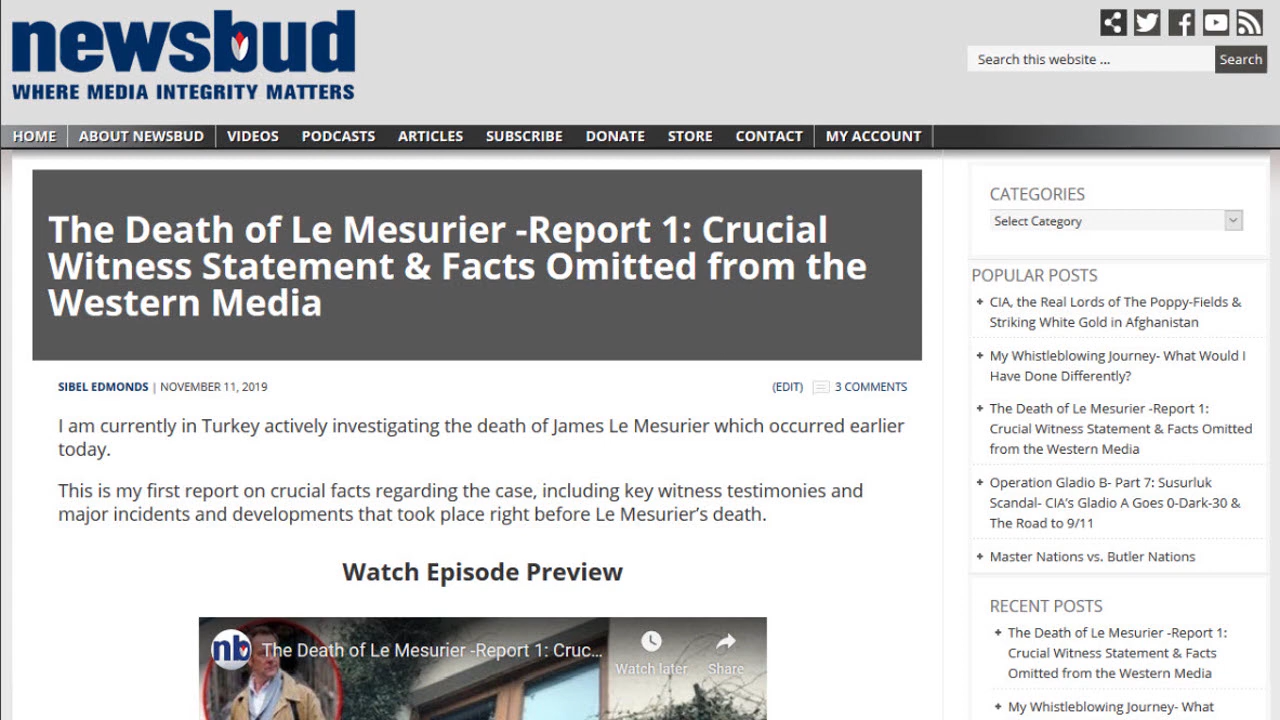 newsbud
WHERE MEDIA INTEGRITY MATTERS
Search this website ...
Search
HOME
ABOUT NEWSBUD
VIDEOS
PODCASTS
ARTICLES
SUBSCRIBE
DONATE
STORE
CONTACT
MY ACCOUNT
The Death of Le Mesurier -Report 1: Crucial
Witness Statement & Facts Omitted from the
Western Media
SIBEL EDMONDS | NOVEMBER 11, 2019
(EDIT)
3 COMMENTS
I am currently in Turkey actively investigating the death of James Le Mesurier which occurred earlier
today.
This is my first report on crucial facts regarding the case, including key witness testimonies and
major incidents and developments that took place right before Le Mesurier’s death.
Watch Episode Preview
nb
The Death of Le Mesurier -Report 1: Cruc...
Watch later
Share
CATEGORIES
Select Category
POPULAR POSTS
CIA, the Real Lords of The Poppy-Fields &
Striking White Gold in Afghanistan
My Whistleblowing Journey- What Would I
Have Done Differently?
The Death of Le Mesurier -Report 1:
Crucial Witness Statement & Facts Omitted
from the Western Media
Operation Gladio B- Part 7: Susurluk
Scandal- CIA’s Gladio A Goes 0-Dark-30 &
The Road to 9/11
Master Nations vs. Butler Nations
RECENT POSTS
The Death of Le Mesurier -Report 1:
Crucial Witness Statement & Facts
Omitted from the Western Media
My Whistleblowing Journey- What